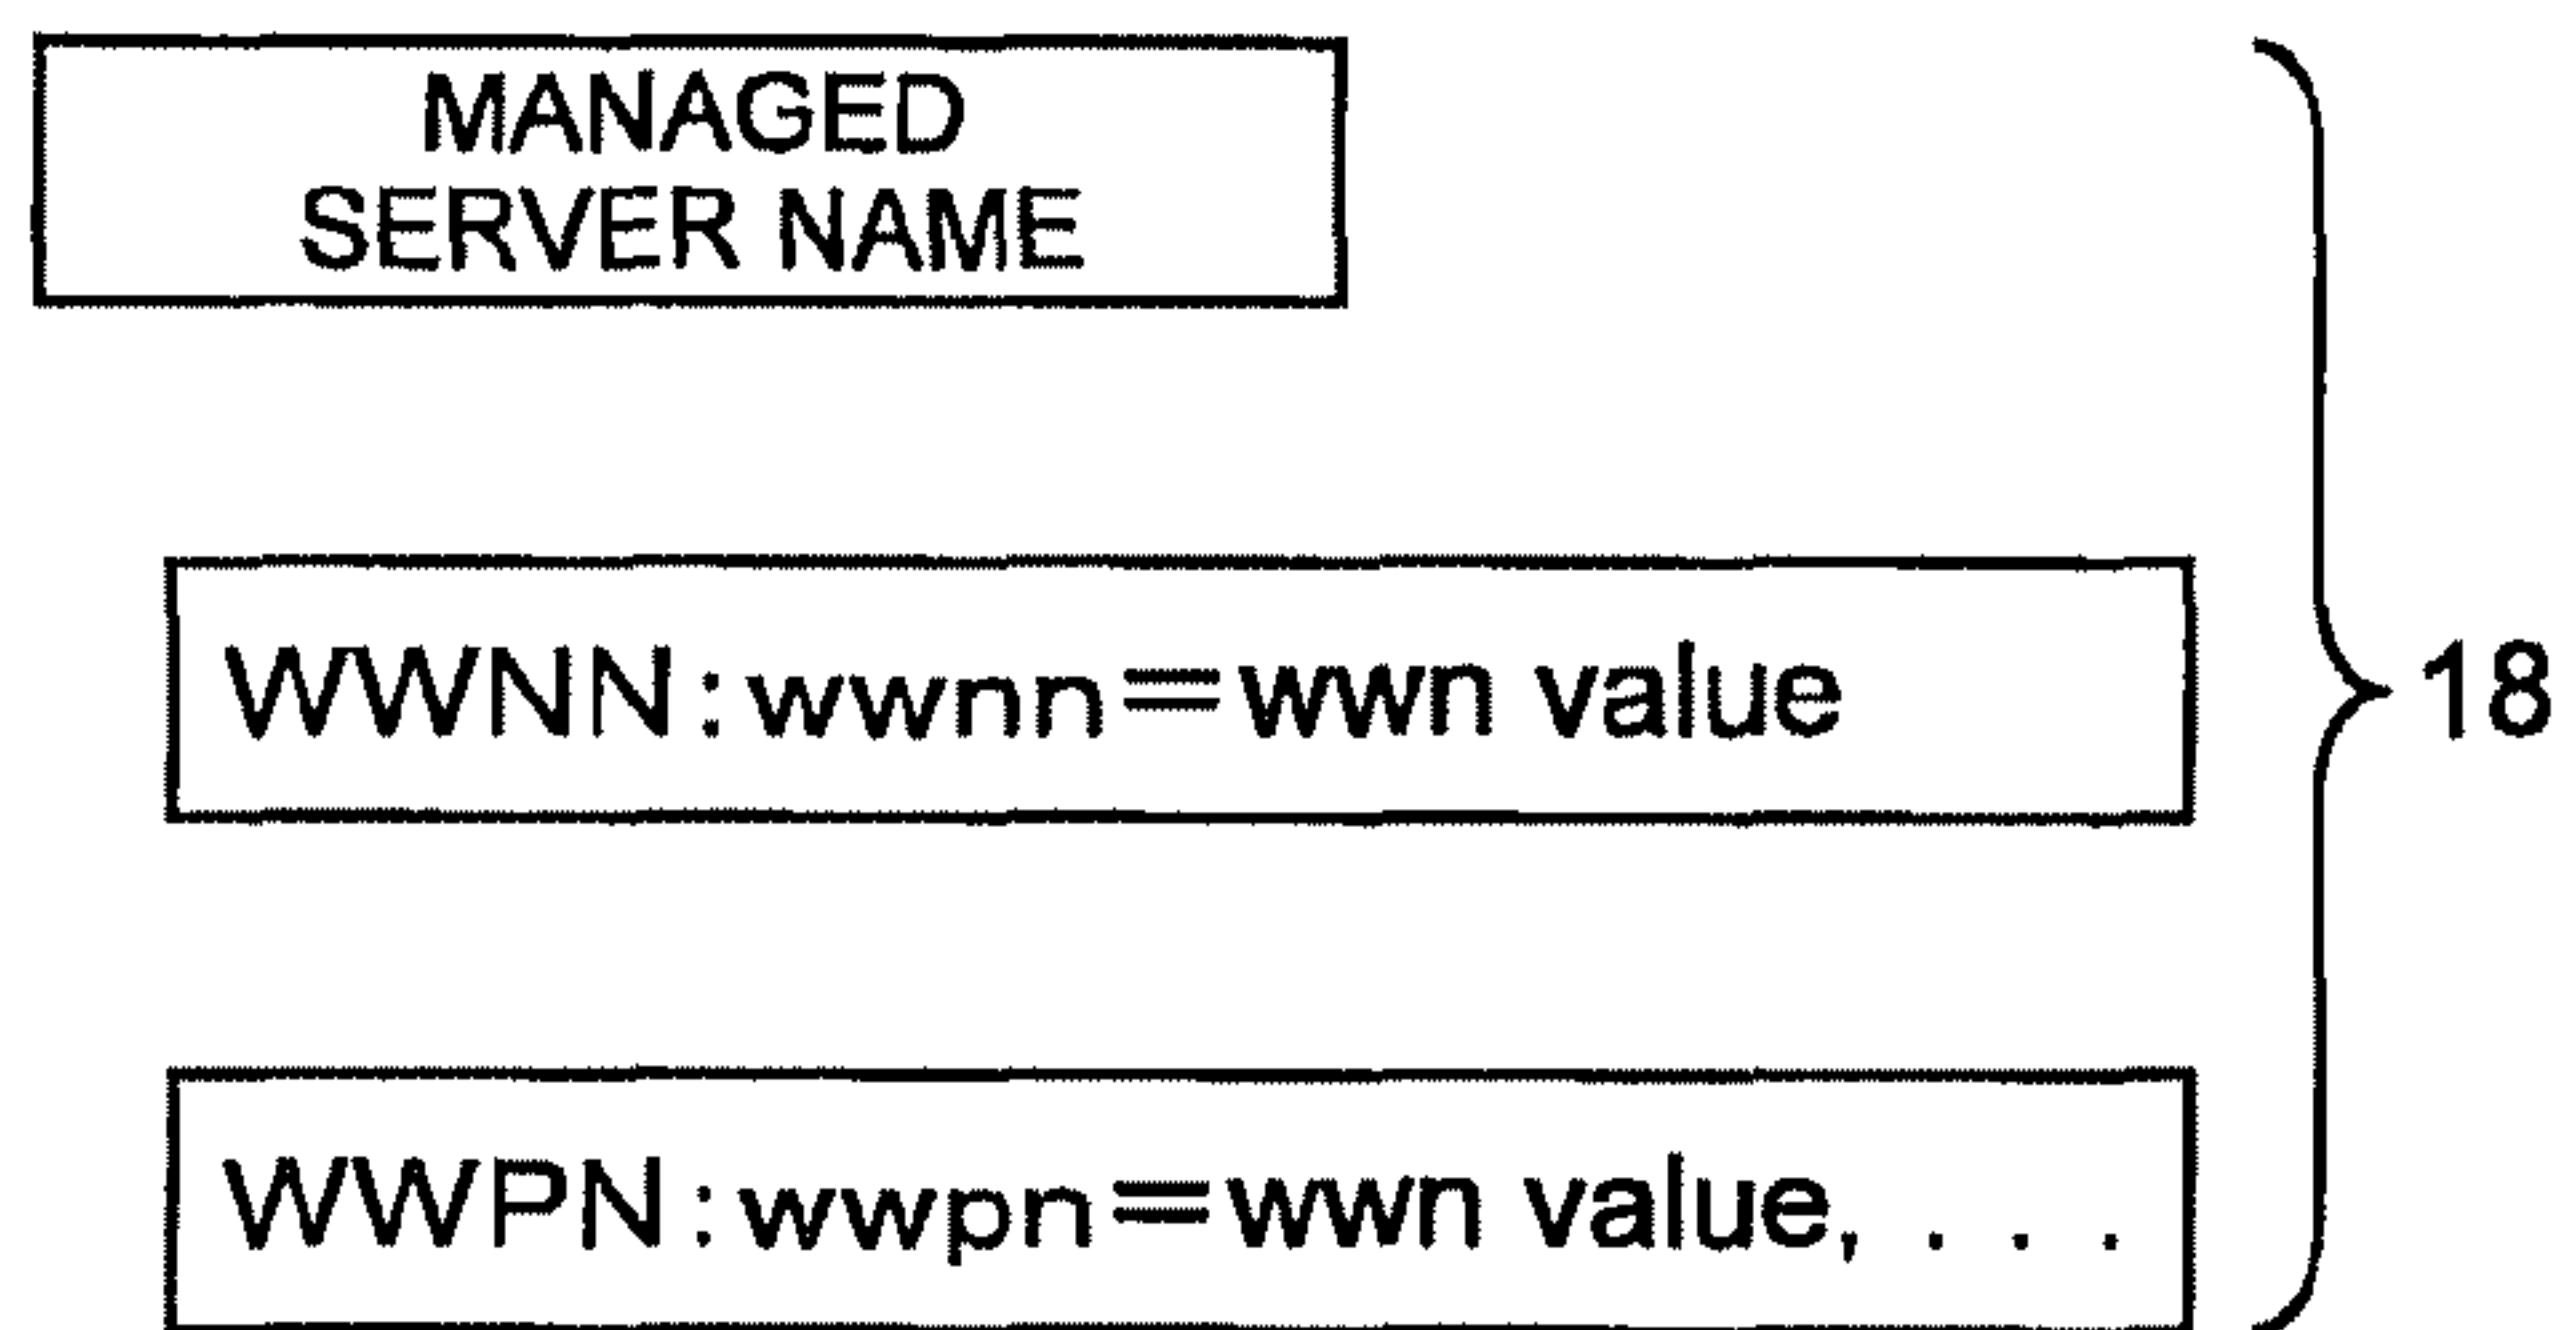 MANAGED
SERVER NAME
WWNN:wwnn=wwn value
18
WWPN:wwpn=wwn value, . . .